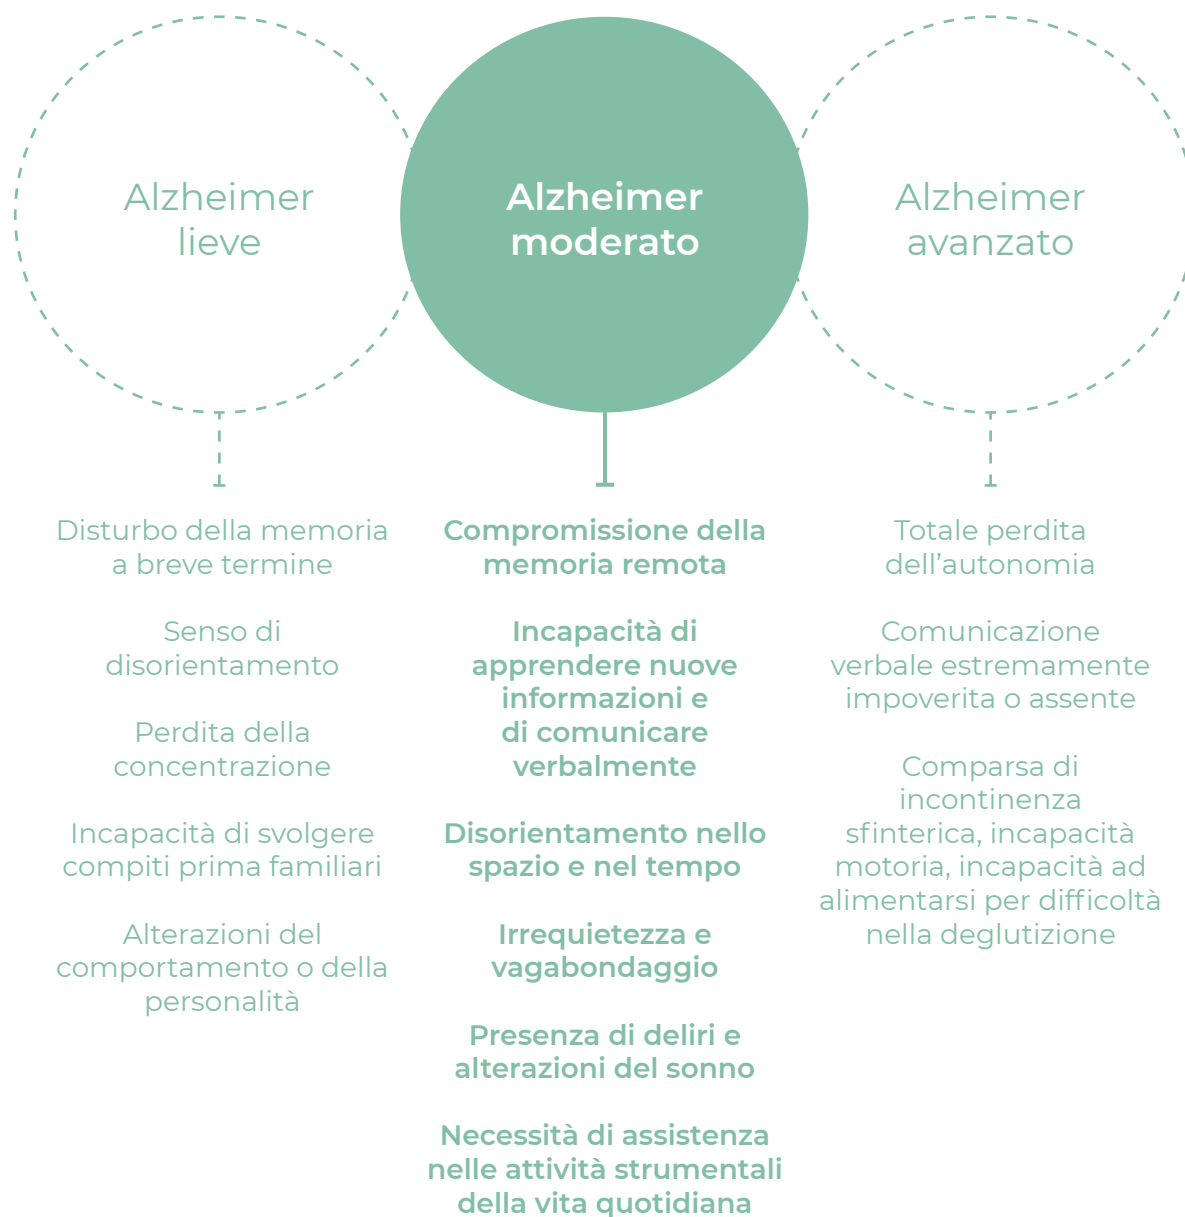 Alzheimer
lieve
Alzheimer
moderato
Alzheimer
avanzato
Disturbo della memoria
a breve termine
Senso di
disorientamento
Perdita della
concentrazione
Incapacità di svolgere
compiti prima familiari
Alterazioni del
comportamento o della
personalità
Compromissione della
memoria remota
Incapacità di
apprendere nuove
informazioni e
di comunicare
verbalmente
Disorientamento nello
spazio e nel tempo
Irrequietezza e
vagabondaggio
Presenza di deliri e
alterazioni del sonno
Necessità di assistenza
nelle attività strumentali
della vita quotidiana
Totale perdita
dell’autonomia
Comunicazione
verbale estremamente
impoverita o assente
Comparsa di
incontinenza
sfinterica, incapacità
motoria, incapacità ad
alimentarsi per difficoltà
nella deglutizione